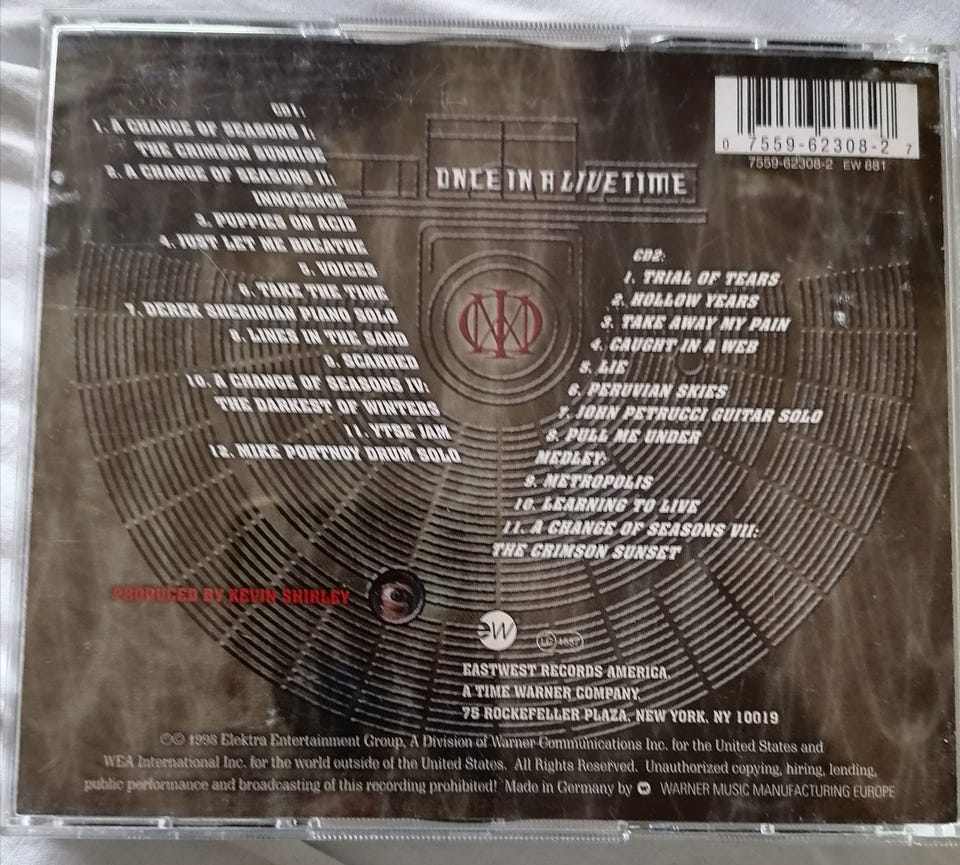 0 7559-62308-2 7
7559-62308-2 EW 881
ONCE IN A LIVETIME
CD1:
1. A CHANGE OF SEASONS I:
THE CRIMSON SUNRISE
2. A CHANGE OF SEASONS II:
INNOCENCE
3. PUPPIES ON ACID
4. JUST LET ME BREATHE
5. VOICES
6. TAKE THE TIME
7. DEREK SHERINIAN PIANO SOLO
8. LINES IN THE SAND
9. SCARRED
10. A CHANGE OF SEASONS IV:
THE DARKEST OF WINTERS
11. YTSE JAM
12. MIKE PORTNOY DRUM SOLO
CD2:
1. TRIAL OF TEARS
2. HOLLOW YEARS
3. TAKE AWAY MY PAIN
4. CAUGHT IN A WEB
5. LIE
6. PERUVIAN SKIES
7. JOHN PETRUCCI GUITAR SOLO
8. PULL ME UNDER
MEDLEY:
9. METROPOLIS
10. LEARNING TO LIVE
11. A CHANGE OF SEASONS VII:
THE CRIMSON SUNSET
PRODUCED BY KEVIN SHIRLEY
ew
LC 4557
EASTWEST RECORDS AMERICA,
A TIME WARNER COMPANY,
75 ROCKEFELLER PLAZA, NEW YORK, NY 10019
℗© 1998 Elektra Entertainment Group, A Division of Warner Communications Inc. for the United States and
WEA International Inc. for the world outside of the United States. All Rights Reserved. Unauthorized copying, hiring, lending,
public performance and broadcasting of this recording prohibited! Made in Germany by WARNER MUSIC MANUFACTURING EUROPE